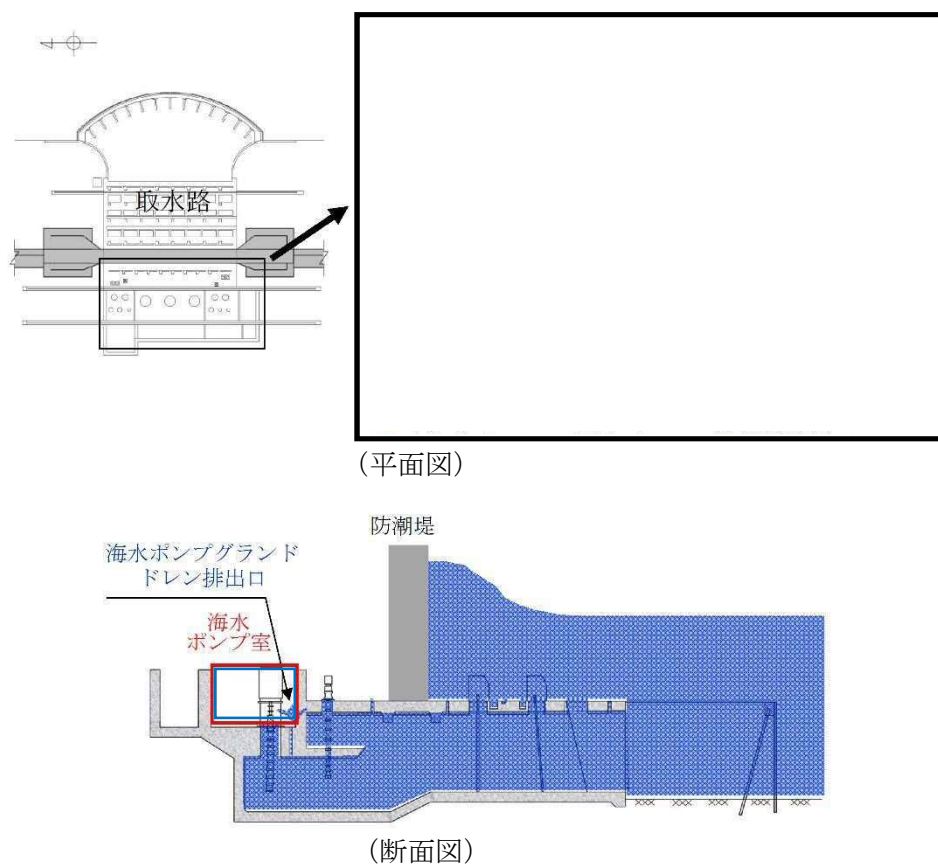 取水路
(平面図)
防潮堤
海水ポンプグランド
ドレン排出口
海水
ポンプ室
(断面図)